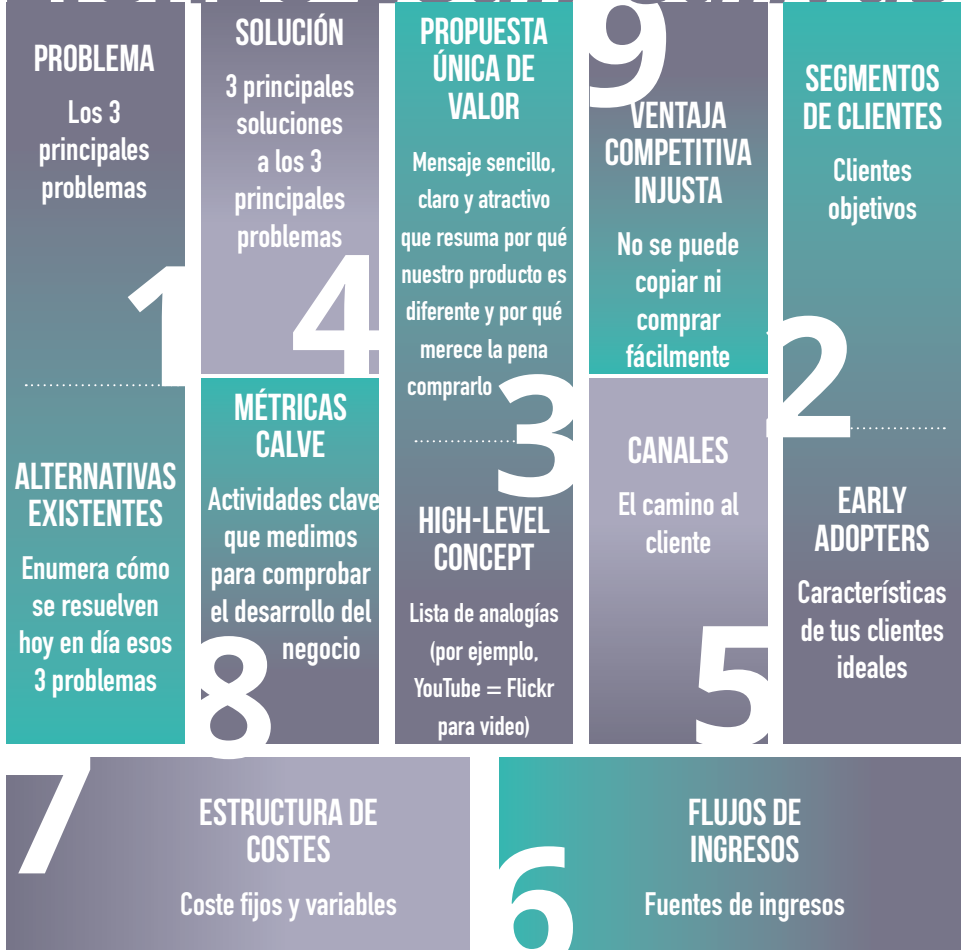 PROBLEMA
Los 3
principales
problemas
1
ALTERNATIVAS
EXISTENTES
Enumera cómo
se resuelven
hoy en día esos
3 problemas
SOLUCIÓN
3 principales
soluciones
a los 3
principales
problemas
4
MÉTRICAS
CALVE
Actividades clave
que medimos
para comprobar
el desarrollo del
negocio
8
PROPUESTA
ÚNICA DE
VALOR
Mensaje sencillo,
claro y atractivo
que resuma por qué
nuestro producto es
diferente y por qué
merece la pena
comprarlo
3
HIGH-LEVEL
CONCEPT
Lista de analogías
(por ejemplo,
YouTube = Flickr
para video)
9
VENTAJA
COMPETITIVA
INJUSTA
No se puede
copiar ni
comprar
fácilmente
CANALES
El camino al
cliente
5
SEGMENTOS
DE CLIENTES
Clientes
objetivos
2
EARLY
ADOPTERS
Características
de tus clientes
ideales
7
ESTRUCTURA DE
COSTES
Coste fijos y variables
6
FLUJOS DE
INGRESOS
Fuentes de ingresos